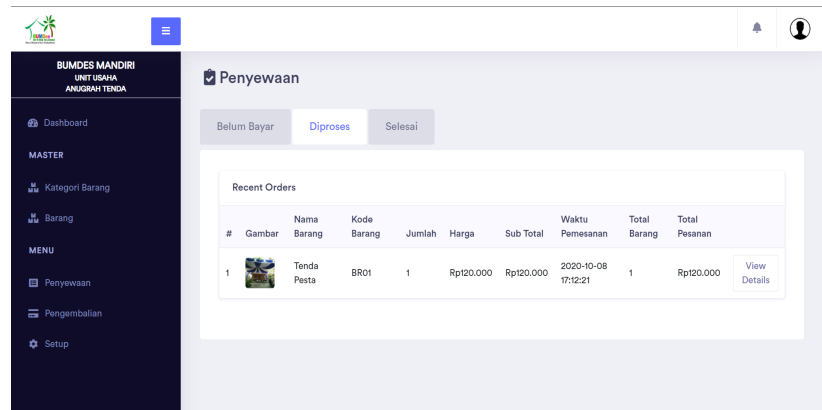 BUMDes
BUMDES MANDIRI
UNIT USAHA
ANUGRAH TENDA
Dashboard
MASTER
Kategori Barang
Barang
MENU
Penyewaan
Pengembalian
Setup
Penyewaan
Belum Bayar Diproses Selesai
Recent Orders
# Gambar Nama Barang Kode Barang Jumlah Harga Sub Total Waktu Pemesanan Total Barang Total Pesanan
1 Tenda Pesta BR01 1 Rp120.000 Rp120.000 2020-10-08 17:12:21 1 Rp120.000 View Details